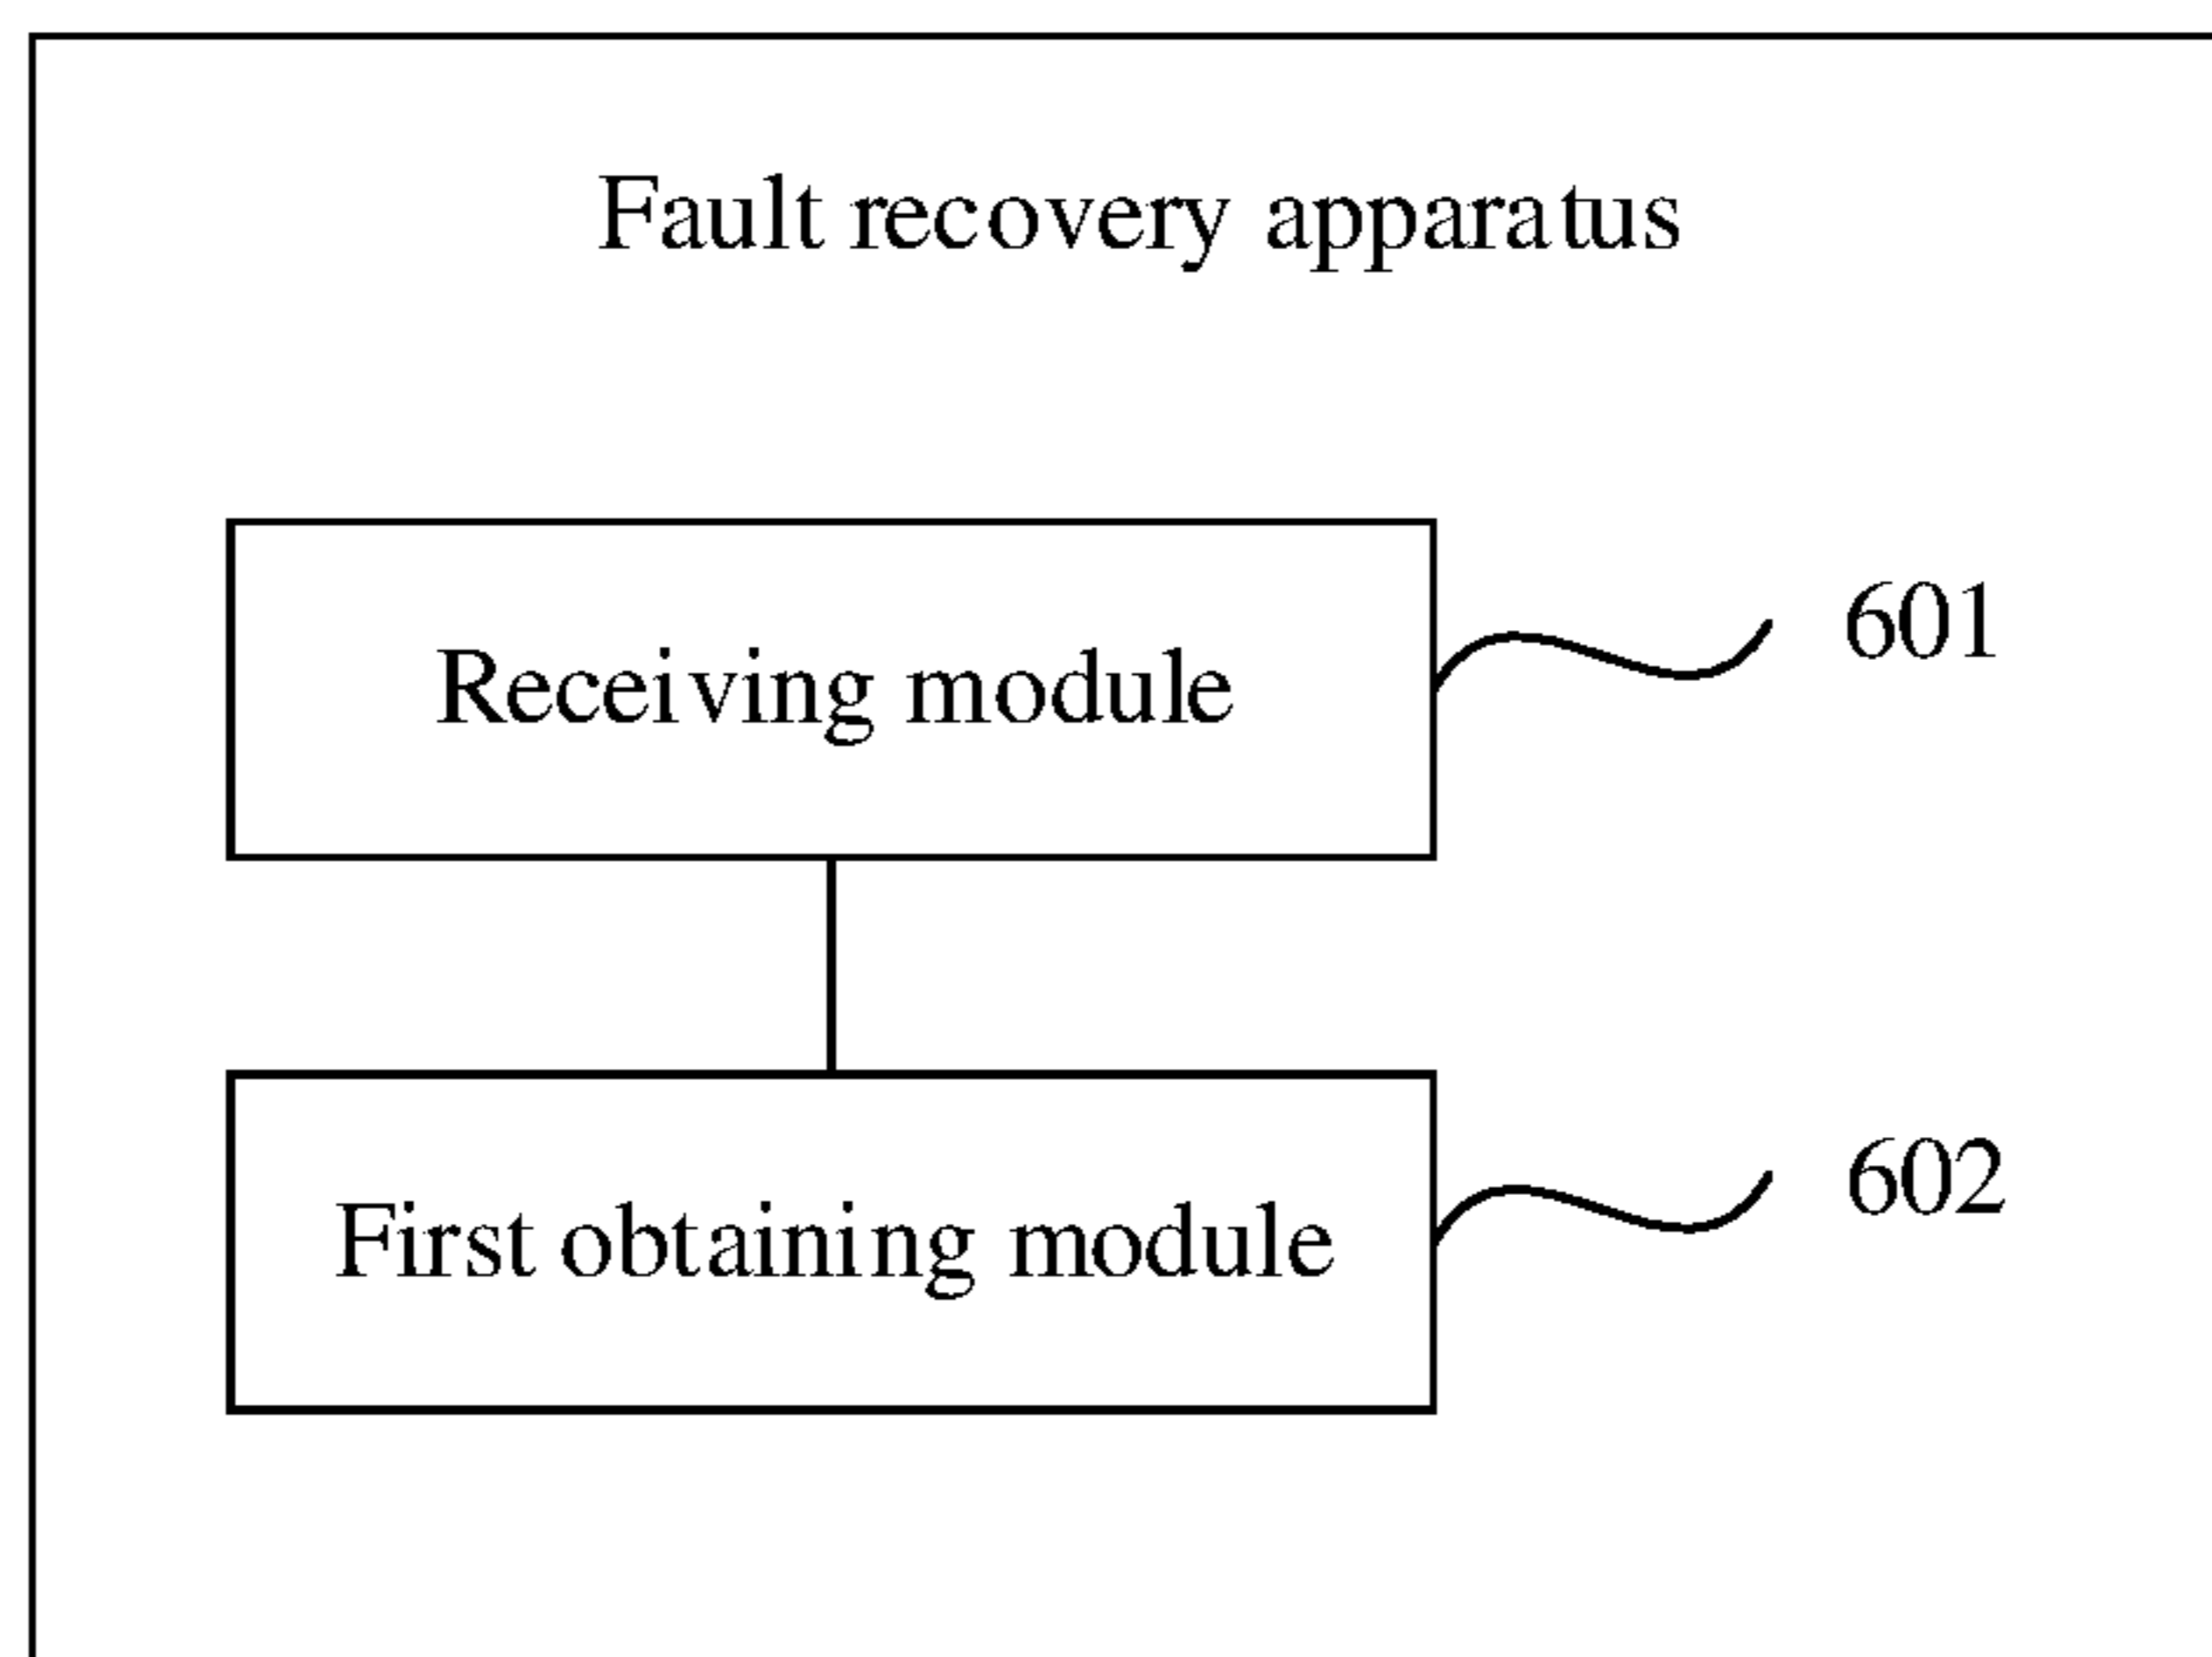 Fault recovery apparatus
Receiving module
601
First obtaining module
602